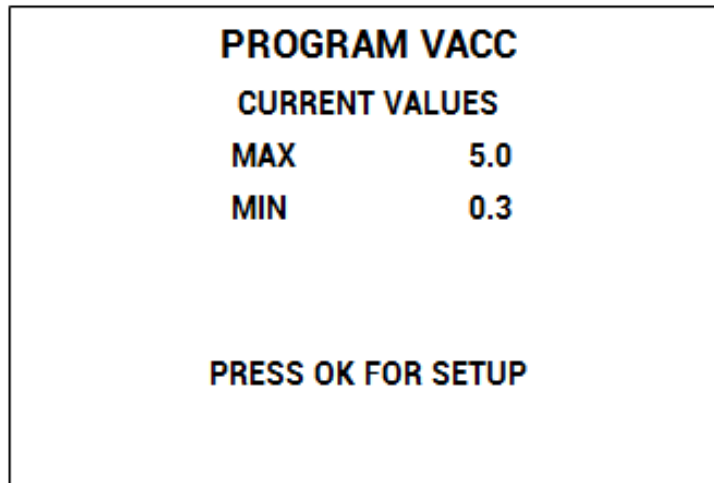 PROGRAM VACC
CURRENT VALUES
MAX 5.0
MIN 0.3
PRESS OK FOR SETUP